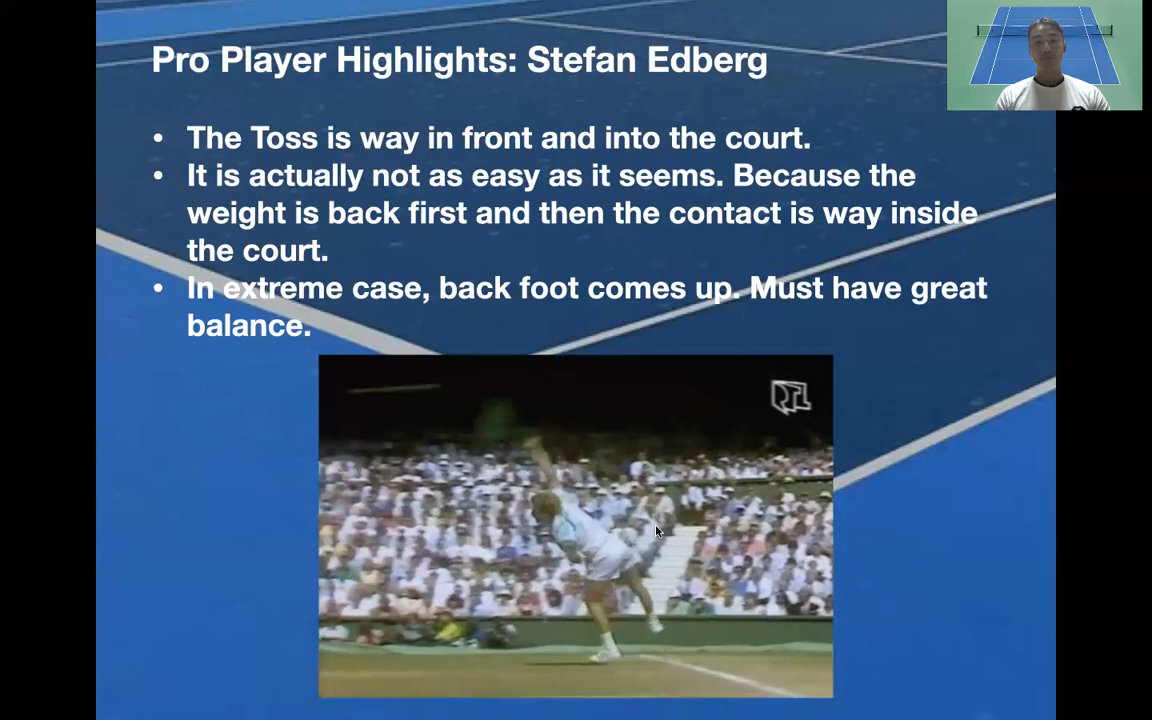 Pro Player Highlights: Stefan Edberg
• The Toss is way in front and into the court.
• It is actually not as easy as it seems. Because the
weight is back first and then the contact is way inside
the court.
• In extreme case, back foot comes up. Must have great
balance.
RTL